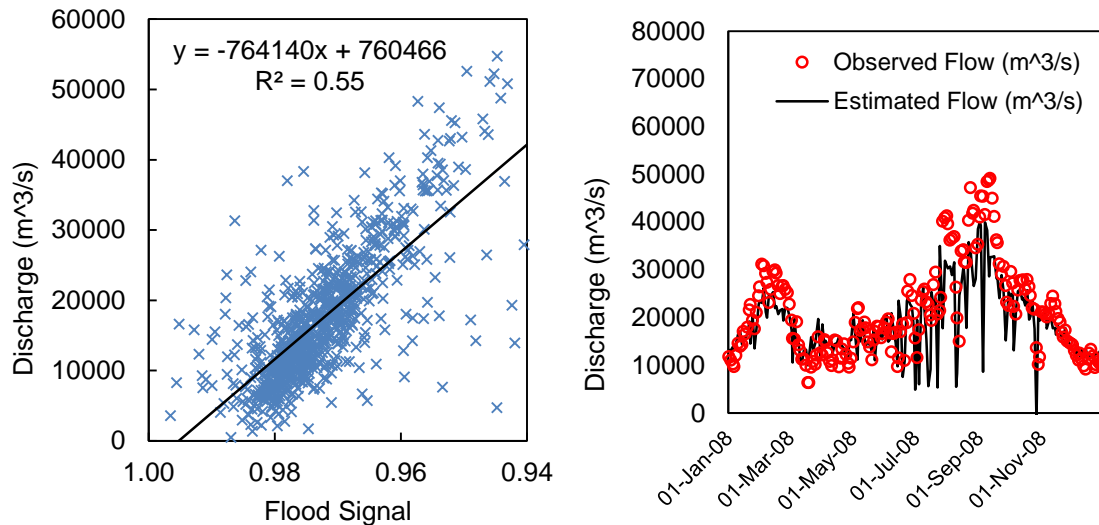 60000
50000
40000
30000
20000
10000
0
Discharge (m^3/s)
y = -764140x + 760466
R² = 0.55
1.00 0.98 0.96 0.94
Flood Signal
80000
70000
60000
50000
40000
30000
20000
10000
0
Discharge (m^3/s)
Observed Flow (m^3/s)
Estimated Flow (m^3/s)
01-Jan-08
01-Mar-08
01-May-08
01-Jul-08
01-Sep-08
01-Nov-08